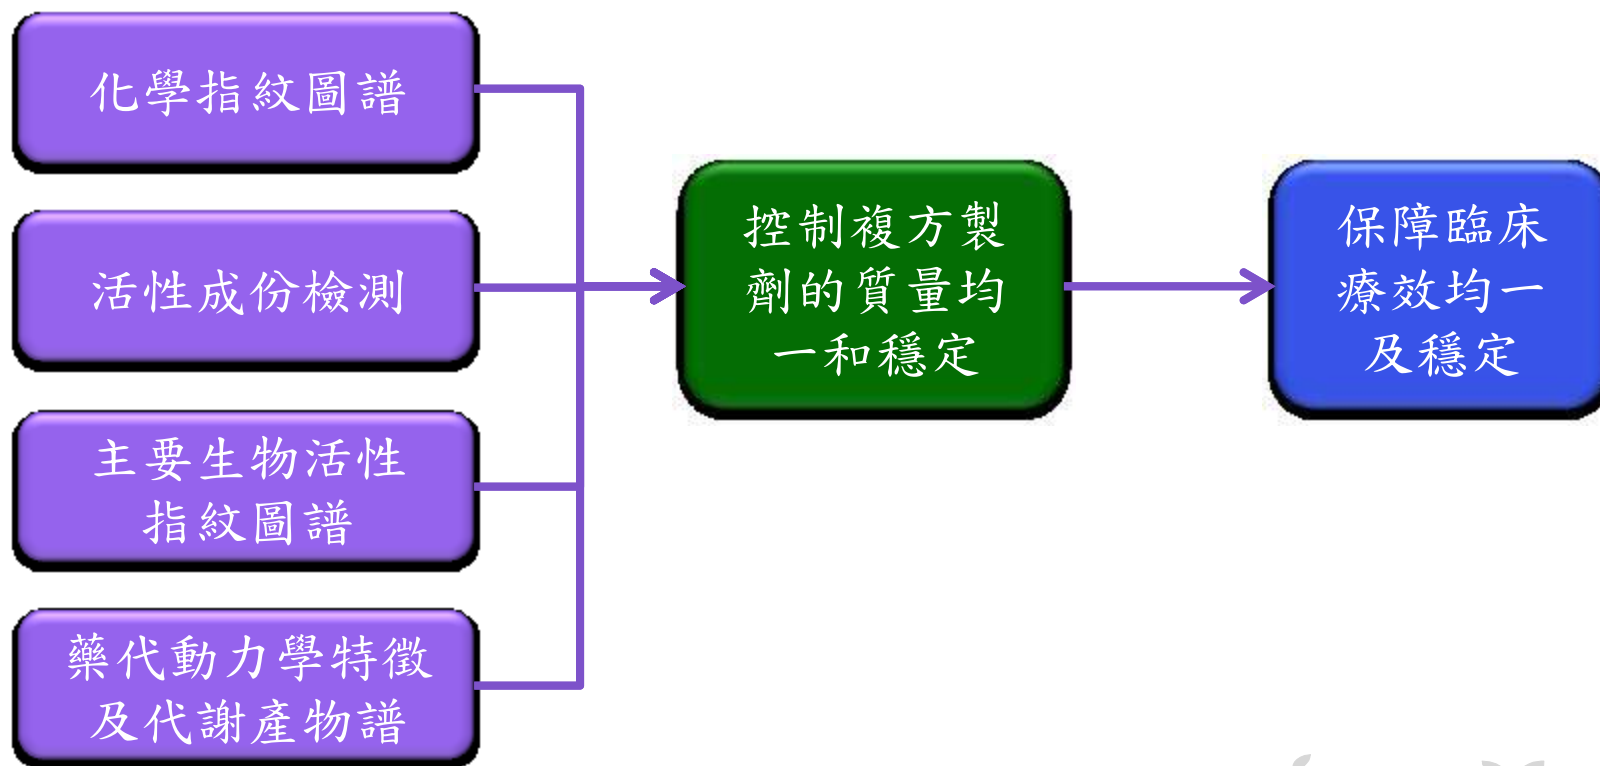 化學指紋圖譜
活性成份檢測
主要生物活性
指紋圖譜
藥代動力學特徵
及代謝產物譜
控制複方製
劑的質量均
一和穩定
保障臨床
療效均一
及穩定